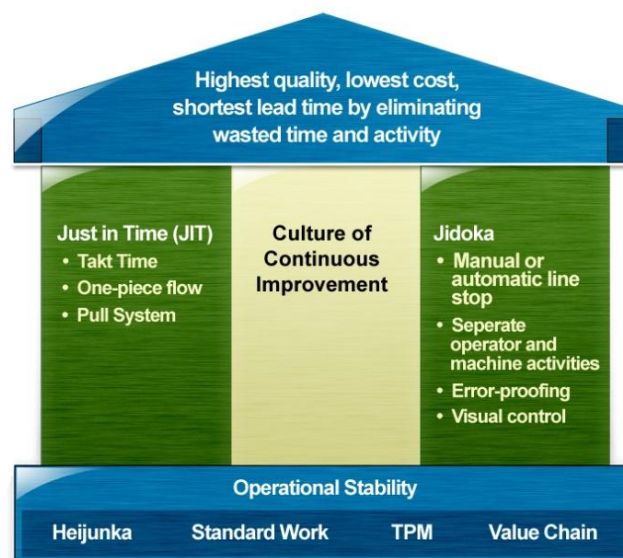 Highest quality, lowest cost,
shortest lead time by eliminating
wasted time and activity
Just in Time (JIT)
• Takt Time
• One-piece flow
• Pull System
Culture of
Continuous
Improvement
Jidoka
• Manual or
automatic line
stop
• Seperate
operator and
machine activities
• Error-proofing
• Visual control
Operational Stability
Heijunka Standard Work TPM Value Chain